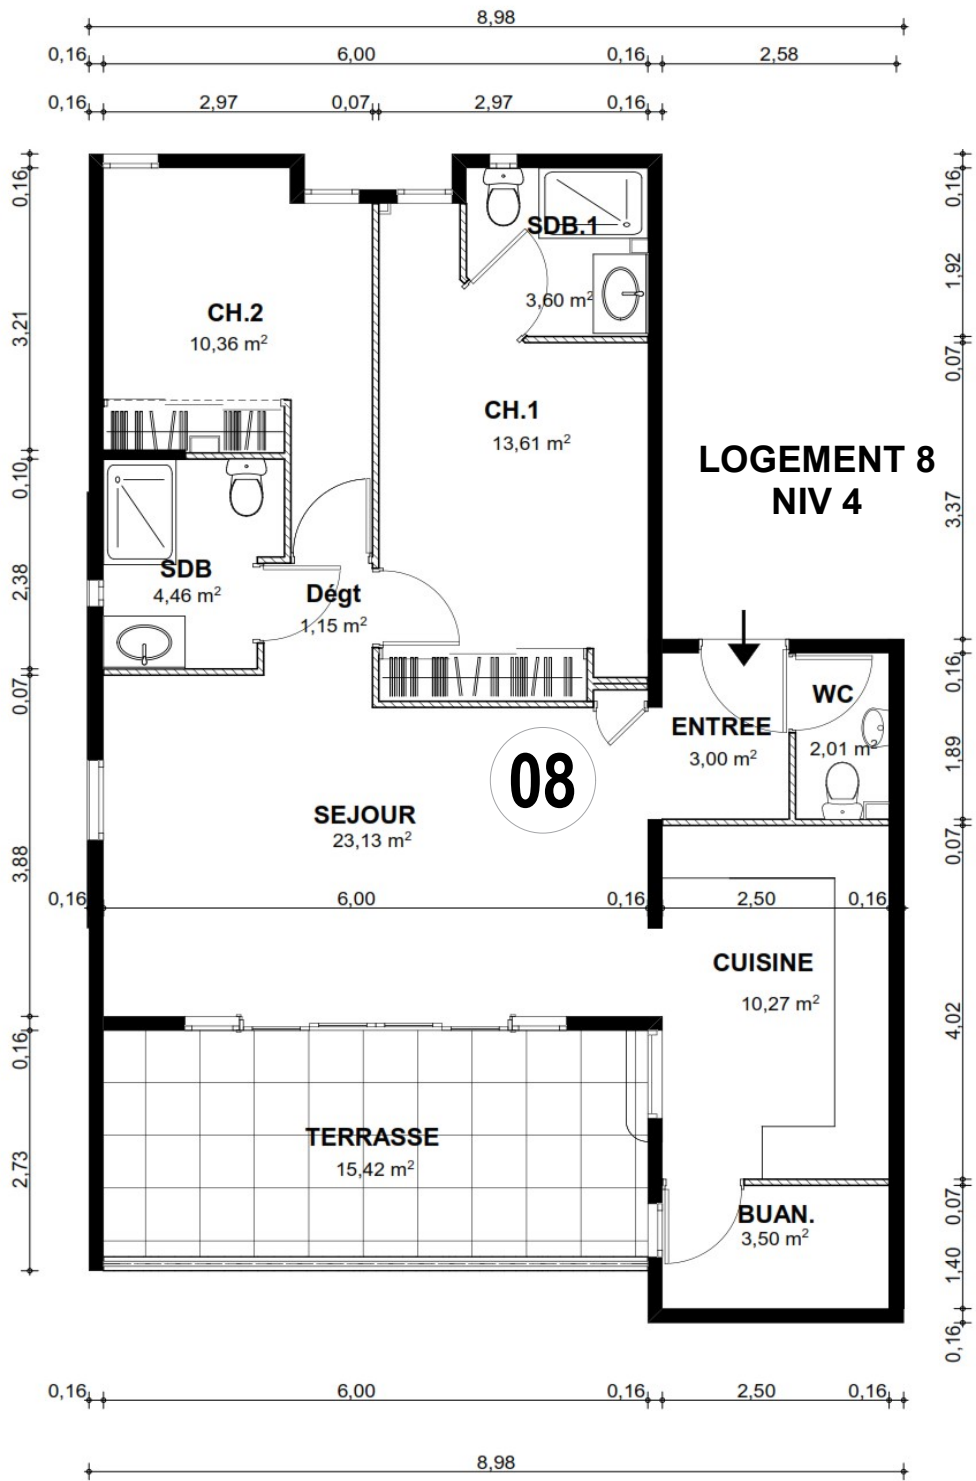 8,98
0,16 6,00 0,16 2,58
0,16 2,97 0,07 2,97 0,16
0,16
3,21
0,10
2,38
0,07
3,88
0,16
2,73
0,16
1,92
0,07
3,37
0,16
1,89
0,07
4,02
0,07
1,40
0,16
SDB.1
3,60 m²
CH.2
10,36 m²
CH.1
13,61 m²
LOGEMENT 8
NIV 4
SDB
4,46 m²
Dégt
1,15 m²
WC
2,01 m²
ENTREE
3,00 m²
08
SEJOUR
23,13 m²
0,16 6,00 0,16 2,50 0,16
CUISINE
10,27 m²
TERRASSE
15,42 m²
BUAN.
3,50 m²
0,16 6,00 0,16 2,50 0,16
8,98